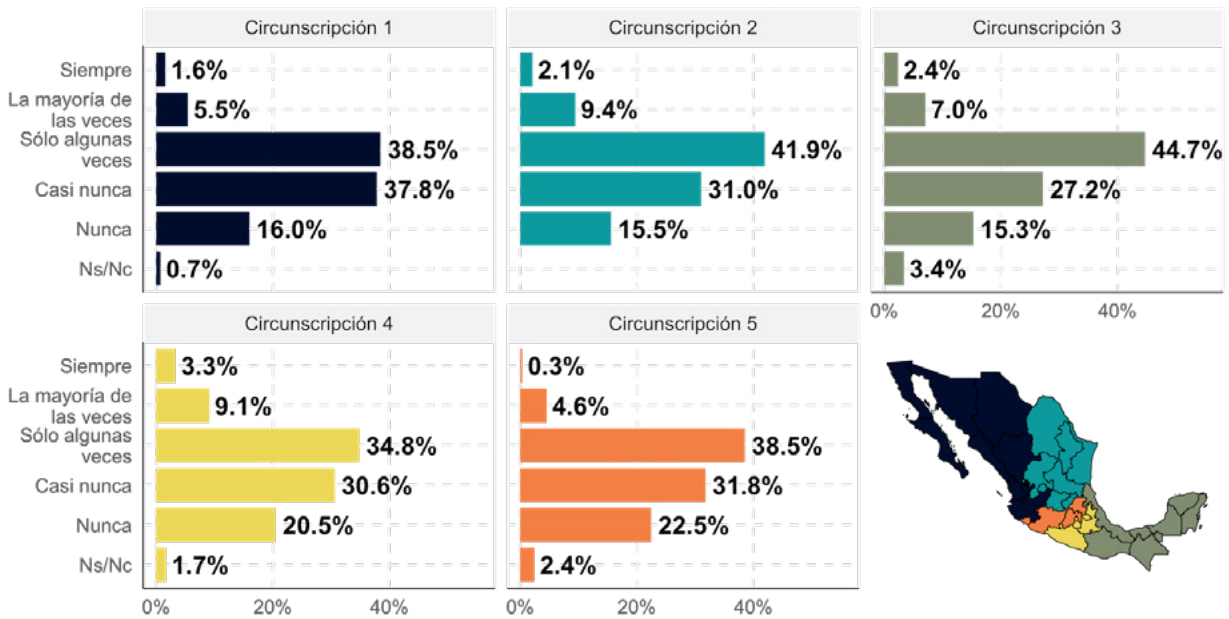 Circunscripción 1
Circunscripción 2
Circunscripción 3
Siempre
1.6%
2.1%
2.4%
La mayoría de
las veces
5.5%
9.4%
7.0%
Sólo algunas
veces
38.5%
41.9%
44.7%
Casi nunca
37.8%
31.0%
27.2%
Nunca
16.0%
15.5%
15.3%
Ns/Nc
0.7%
3.4%
0%
20%
40%
Circunscripción 4
Circunscripción 5
Siempre
3.3%
0.3%
La mayoría de
las veces
9.1%
4.6%
Sólo algunas
veces
34.8%
38.5%
Casi nunca
30.6%
31.8%
Nunca
20.5%
22.5%
Ns/Nc
1.7%
2.4%
0%
20%
40%
0%
20%
40%